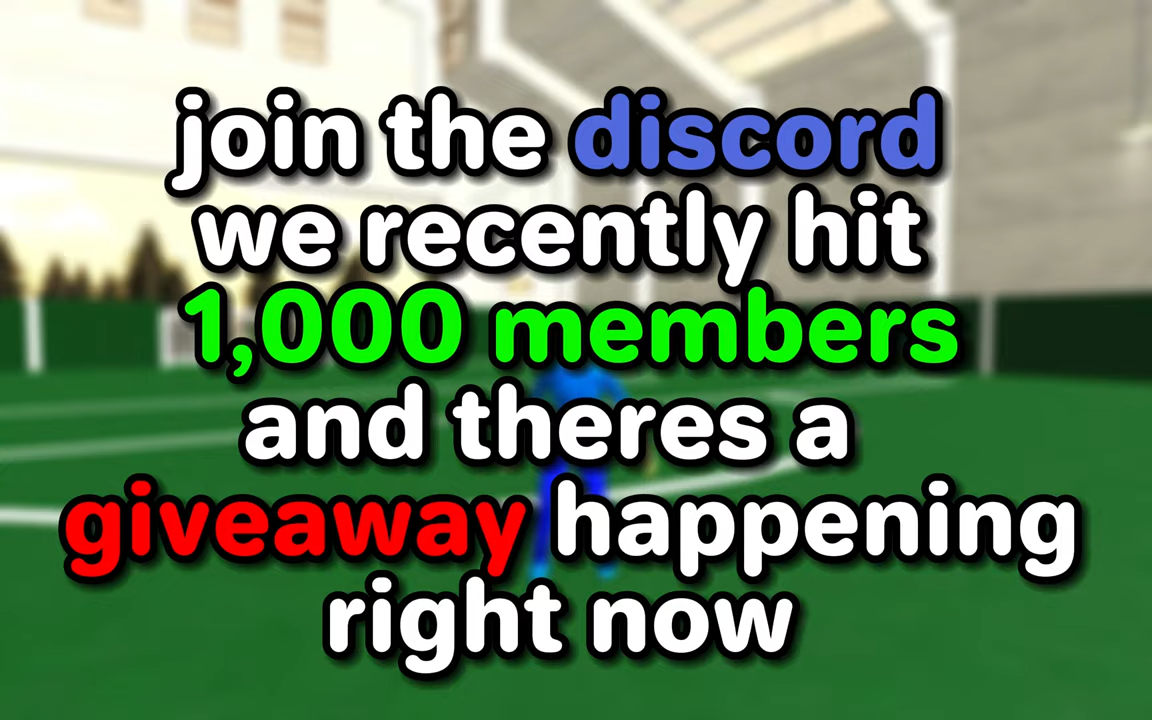 join the discord
we recently hit
1,000 members
and theres a
giveaway happening
right now